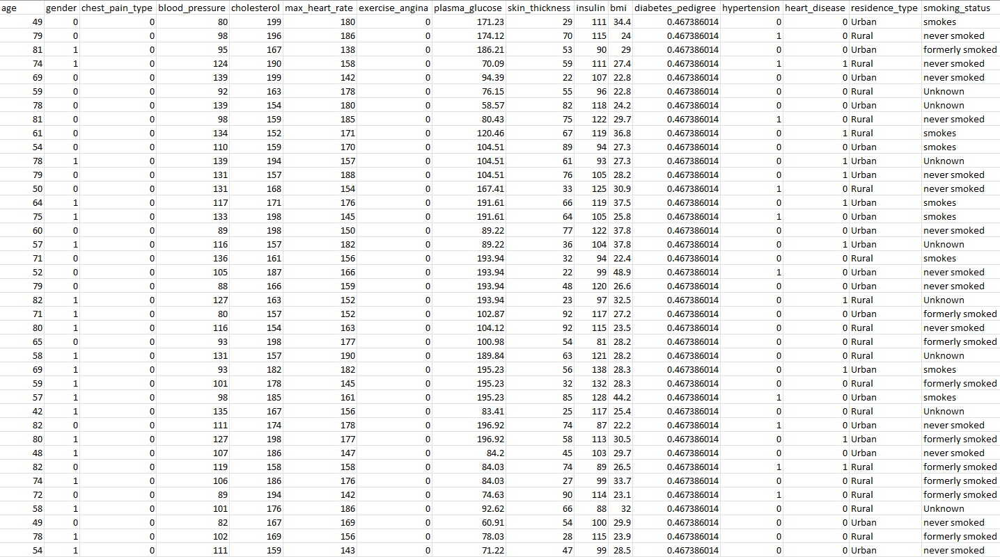 age gender chest_pain_type blood_pressure cholesterol max_heart_rate exercise_angina plasma_glucose skin_thickness insulin bmi diabetes_pedigree hypertension heart_disease residence_type smoking_status
49 0 0 80 199 180 0 171.23 29 111 34.4 0.467386014 0 0 Urban smokes
79 0 0 98 196 186 0 174.12 70 115 24 0.467386014 1 0 Rural never smoked
81 1 0 95 167 138 0 186.21 53 90 29 0.467386014 0 0 Urban formerly smoked
74 1 0 124 190 158 0 70.09 59 111 27.4 0.467386014 1 1 Rural never smoked
69 0 0 139 199 142 0 94.39 22 107 22.8 0.467386014 0 0 Urban never smoked
59 0 0 92 163 178 0 76.15 55 96 22.8 0.467386014 0 0 Rural Unknown
78 0 0 139 154 180 0 58.57 82 118 24.2 0.467386014 0 0 Urban Unknown
81 0 0 98 159 185 0 80.43 75 122 29.7 0.467386014 1 0 Rural never smoked
61 0 0 134 152 171 0 120.46 67 119 36.8 0.467386014 0 1 Rural smokes
54 0 0 110 159 170 0 104.51 89 94 27.3 0.467386014 0 0 Urban smokes
78 1 0 139 194 157 0 104.51 61 93 27.3 0.467386014 0 1 Urban Unknown
79 0 0 131 157 188 0 104.51 76 105 28.2 0.467386014 0 1 Urban never smoked
50 0 0 131 168 154 0 167.41 33 125 30.9 0.467386014 1 0 Rural never smoked
64 1 0 117 171 176 0 191.61 66 119 37.5 0.467386014 0 1 Urban smokes
75 1 0 133 198 145 0 191.61 64 105 25.8 0.467386014 1 0 Urban smokes
60 0 0 89 198 150 0 89.22 77 122 37.8 0.467386014 0 0 Urban never smoked
57 1 0 116 157 182 0 89.22 36 104 37.8 0.467386014 0 1 Urban Unknown
71 0 0 136 161 156 0 193.94 32 94 22.4 0.467386014 0 0 Rural smokes
52 0 0 105 187 166 0 193.94 22 99 48.9 0.467386014 1 0 Urban never smoked
79 0 0 88 166 159 0 193.94 48 120 26.6 0.467386014 0 0 Urban never smoked
82 1 0 127 163 152 0 193.94 23 97 32.5 0.467386014 0 1 Rural Unknown
71 1 0 80 157 152 0 102.87 92 117 27.2 0.467386014 0 0 Urban formerly smoked
80 1 0 116 154 163 0 104.12 92 115 23.5 0.467386014 0 0 Rural never smoked
65 0 0 93 198 177 0 100.98 54 81 28.2 0.467386014 0 0 Rural formerly smoked
58 1 0 131 157 190 0 189.84 63 121 28.2 0.467386014 0 0 Rural Unknown
69 1 0 93 182 182 0 195.23 56 138 28.3 0.467386014 0 1 Urban smokes
59 1 0 101 178 145 0 195.23 32 132 28.3 0.467386014 0 0 Rural formerly smoked
57 1 0 98 185 161 0 195.23 85 128 44.2 0.467386014 1 0 Urban smokes
42 1 0 135 167 156 0 83.41 25 117 25.4 0.467386014 0 0 Rural Unknown
82 0 0 111 174 178 0 196.92 74 87 22.2 0.467386014 1 0 Urban never smoked
80 1 0 127 198 177 0 196.92 58 113 30.5 0.467386014 0 1 Urban formerly smoked
48 1 0 107 186 147 0 84.2 45 103 29.7 0.467386014 0 0 Urban never smoked
82 0 0 119 158 158 0 84.03 74 89 26.5 0.467386014 1 1 Rural formerly smoked
74 1 0 106 186 176 0 84.03 27 99 33.7 0.467386014 0 0 Rural formerly smoked
72 0 0 89 194 142 0 74.63 90 114 23.1 0.467386014 1 0 Rural formerly smoked
58 1 0 101 176 186 0 92.62 66 88 32 0.467386014 0 0 Rural Unknown
49 0 0 82 167 169 0 60.91 54 100 29.9 0.467386014 0 0 Urban never smoked
78 1 0 102 169 156 0 78.03 28 115 23.9 0.467386014 0 0 Rural formerly smoked
54 1 0 111 159 143 0 71.22 47 99 28.5 0.467386014 0 0 Urban never smoked